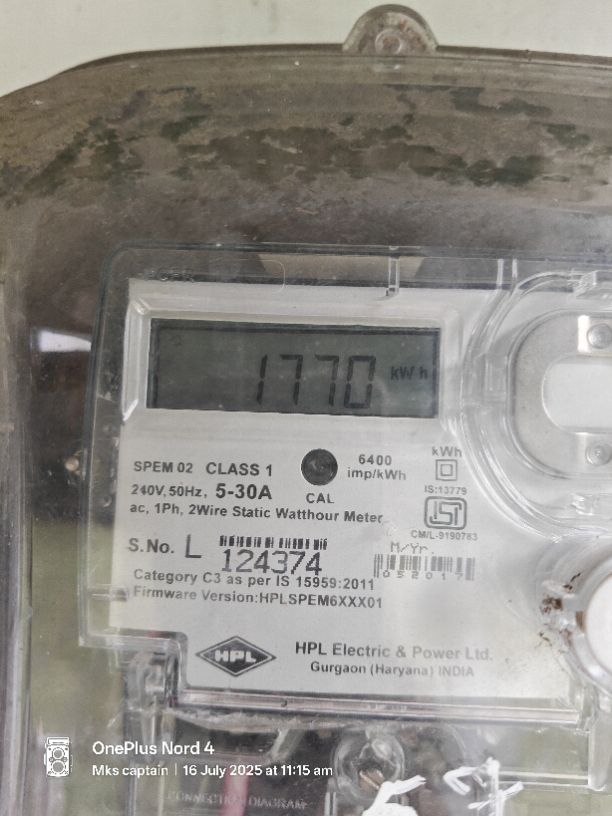 1770 kWh
SPEM 02 CLASS 1
6400 imp/kWh
kWh
240V, 50Hz, 5-30A
CAL
IS:13779
ac, 1Ph, 2Wire Static Watthour Meter
CM/L-9190783
S.No. L 124374
M/Yr.
052017
Category C3 as per IS 15959:2011
Firmware Version:HPLSPEM6XXX01
HPL
HPL Electric & Power Ltd.
Gurgaon (Haryana) INDIA
OnePlus Nord 4
Mks captain | 16 July 2025 at 11:15 am
CONNECTION DIAGRAM